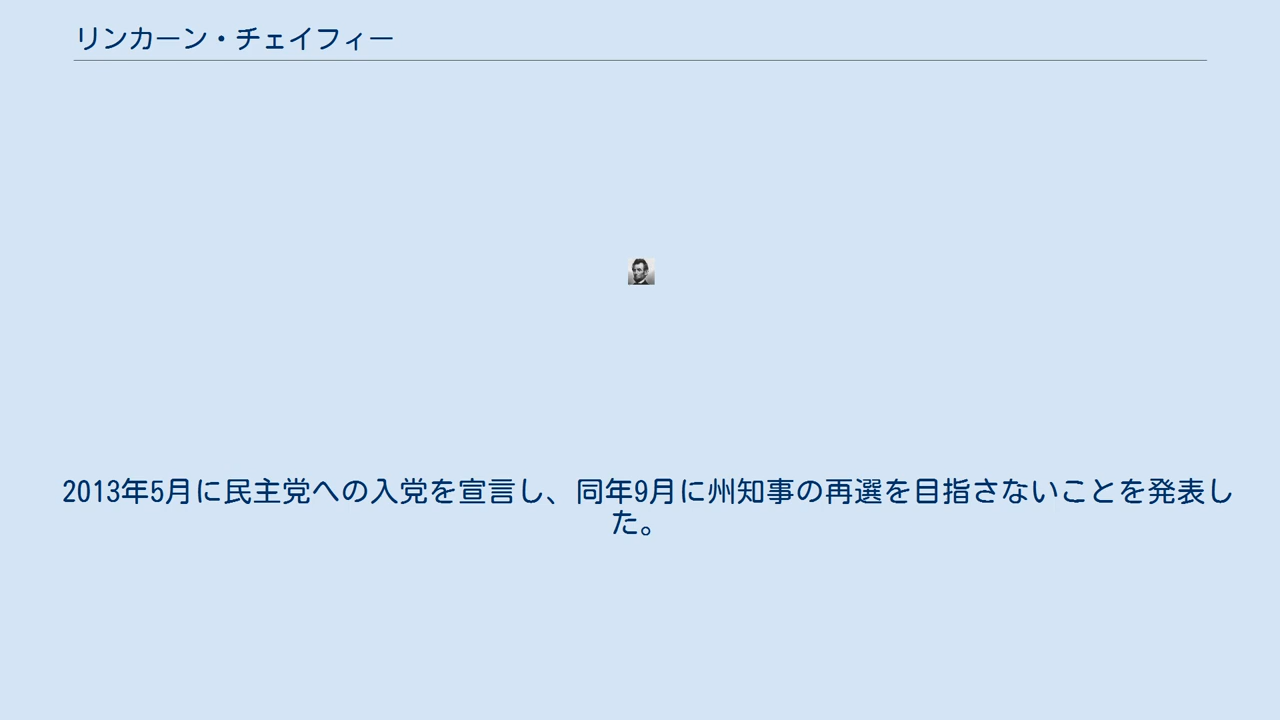 リンカーン・チェイフィー
2013年5月に民主党への入党を宣言し、同年9月に州知事の再選を目指さないことを発表し
た。